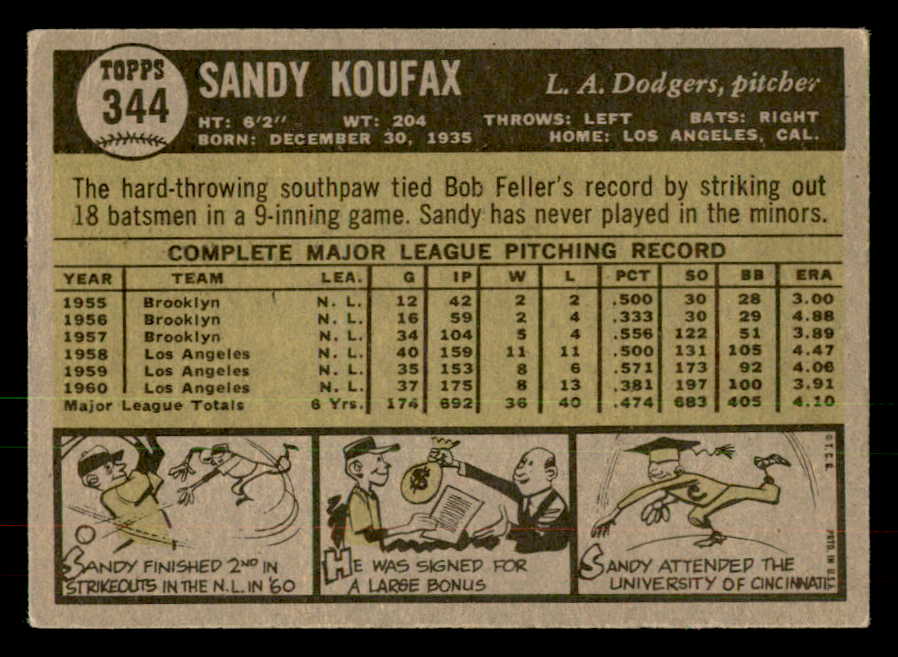 TOPPS
344
SANDY KOUFAX
L. A. Dodgers, pitcher
HT: 6'2" WT: 204 THROWS: LEFT BATS: RIGHT
BORN: DECEMBER 30, 1935 HOME: LOS ANGELES, CAL.
The hard-throwing southpaw tied Bob Feller's record by striking out
18 batsmen in a 9-inning game. Sandy has never played in the minors.
COMPLETE MAJOR LEAGUE PITCHING RECORD
YEAR TEAM LEA. G IP W L PCT SO BB ERA
1955 Brooklyn N. L. 12 42 2 2 .500 30 28 3.00
1956 Brooklyn N. L. 16 59 2 4 .333 30 29 4.88
1957 Brooklyn N. L. 34 104 5 4 .556 122 51 3.89
1958 Los Angeles N. L. 40 159 11 11 .500 131 105 4.47
1959 Los Angeles N. L. 35 153 8 6 .571 173 92 4.06
1960 Los Angeles N. L. 37 175 8 13 .381 197 100 3.91
Major League Totals 6 Yrs. 174 692 36 40 .474 683 405 4.10
SANDY FINISHED 2ND IN
STRIKEOUTS IN THE N.L. IN '60
$
HE WAS SIGNED FOR
A LARGE BONUS
SANDY ATTENDED THE
UNIVERSITY OF CINCINNATI
© T. C. G.
PRTD. IN U.S.